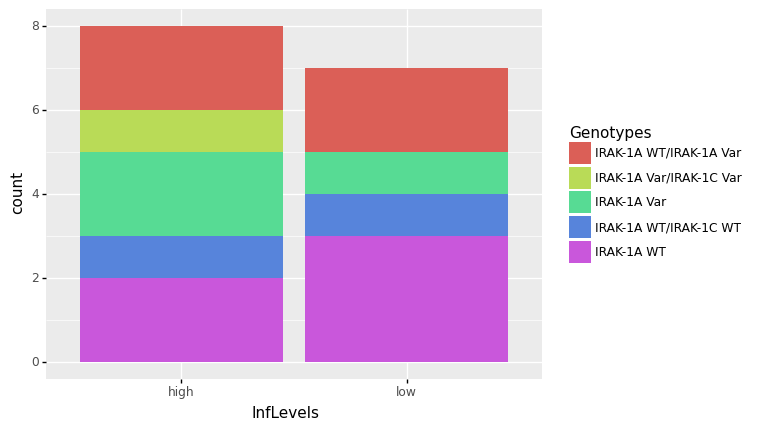 8
6
4
2
0
count
high
low
InfLevels
Genotypes
IRAK-1A WT/IRAK-1A Var
IRAK-1A Var/IRAK-1C Var
IRAK-1A Var
IRAK-1A WT/IRAK-1C WT
IRAK-1A WT